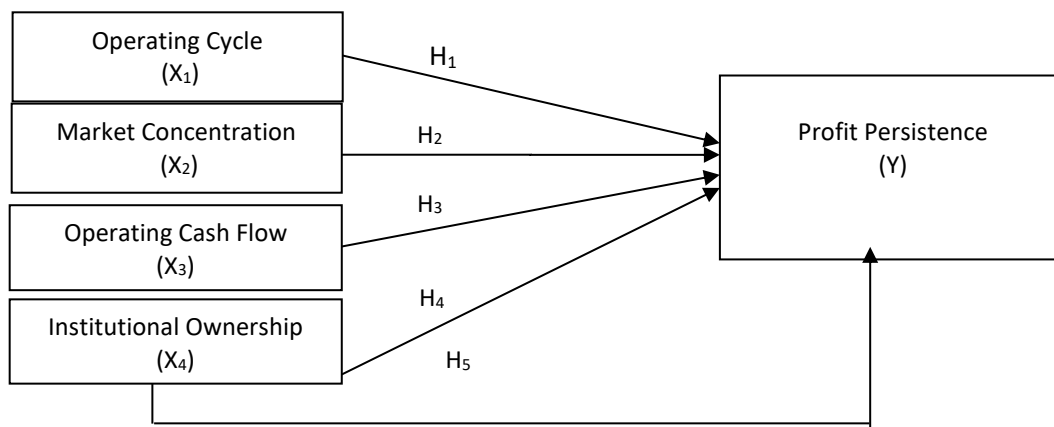 Operating Cycle
(X₁)
H₁
Market Concentration
(X₂)
H₂
Operating Cash Flow
(X₃)
H₃
Institutional Ownership
(X₄)
H₄
H₅
Profit Persistence
(Y)